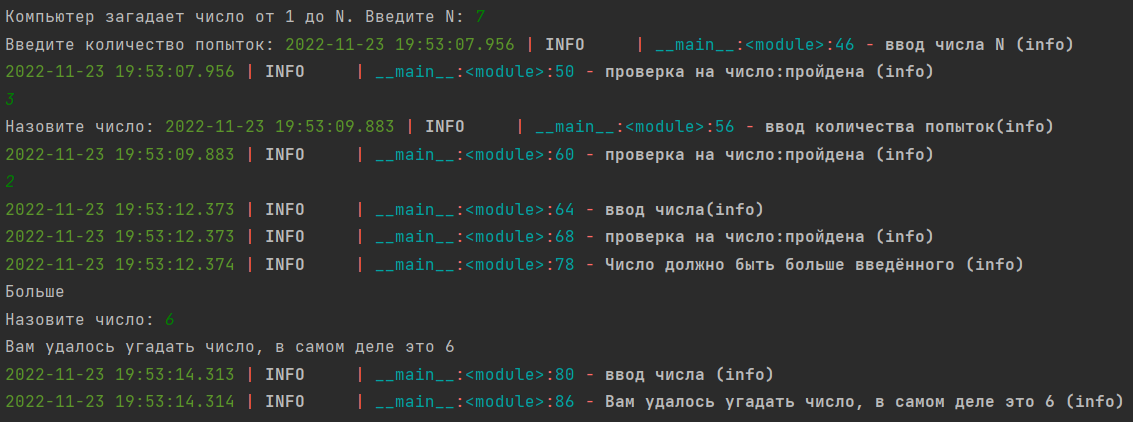 Компьютер загадает число от 1 до N. Введите N: 7
Введите количество попыток: 2022-11-23 19:53:07.956 | INFO     | __main__:<module>:46 - ввод числа N (info)
2022-11-23 19:53:07.956 | INFO     | __main__:<module>:50 - проверка на число:пройдена (info)
3
Назовите число: 2022-11-23 19:53:09.883 | INFO     | __main__:<module>:56 - ввод количества попыток(info)
2022-11-23 19:53:09.883 | INFO     | __main__:<module>:60 - проверка на число:пройдена (info)
2
2022-11-23 19:53:12.373 | INFO     | __main__:<module>:64 - ввод числа(info)
2022-11-23 19:53:12.373 | INFO     | __main__:<module>:68 - проверка на число:пройдена (info)
2022-11-23 19:53:12.374 | INFO     | __main__:<module>:78 - Число должно быть больше введённого (info)
Больше
Назовите число: 6
Вам удалось угадать число, в самом деле это 6
2022-11-23 19:53:14.313 | INFO     | __main__:<module>:80 - ввод числа (info)
2022-11-23 19:53:14.314 | INFO     | __main__:<module>:86 - Вам удалось угадать число, в самом деле это 6 (info)